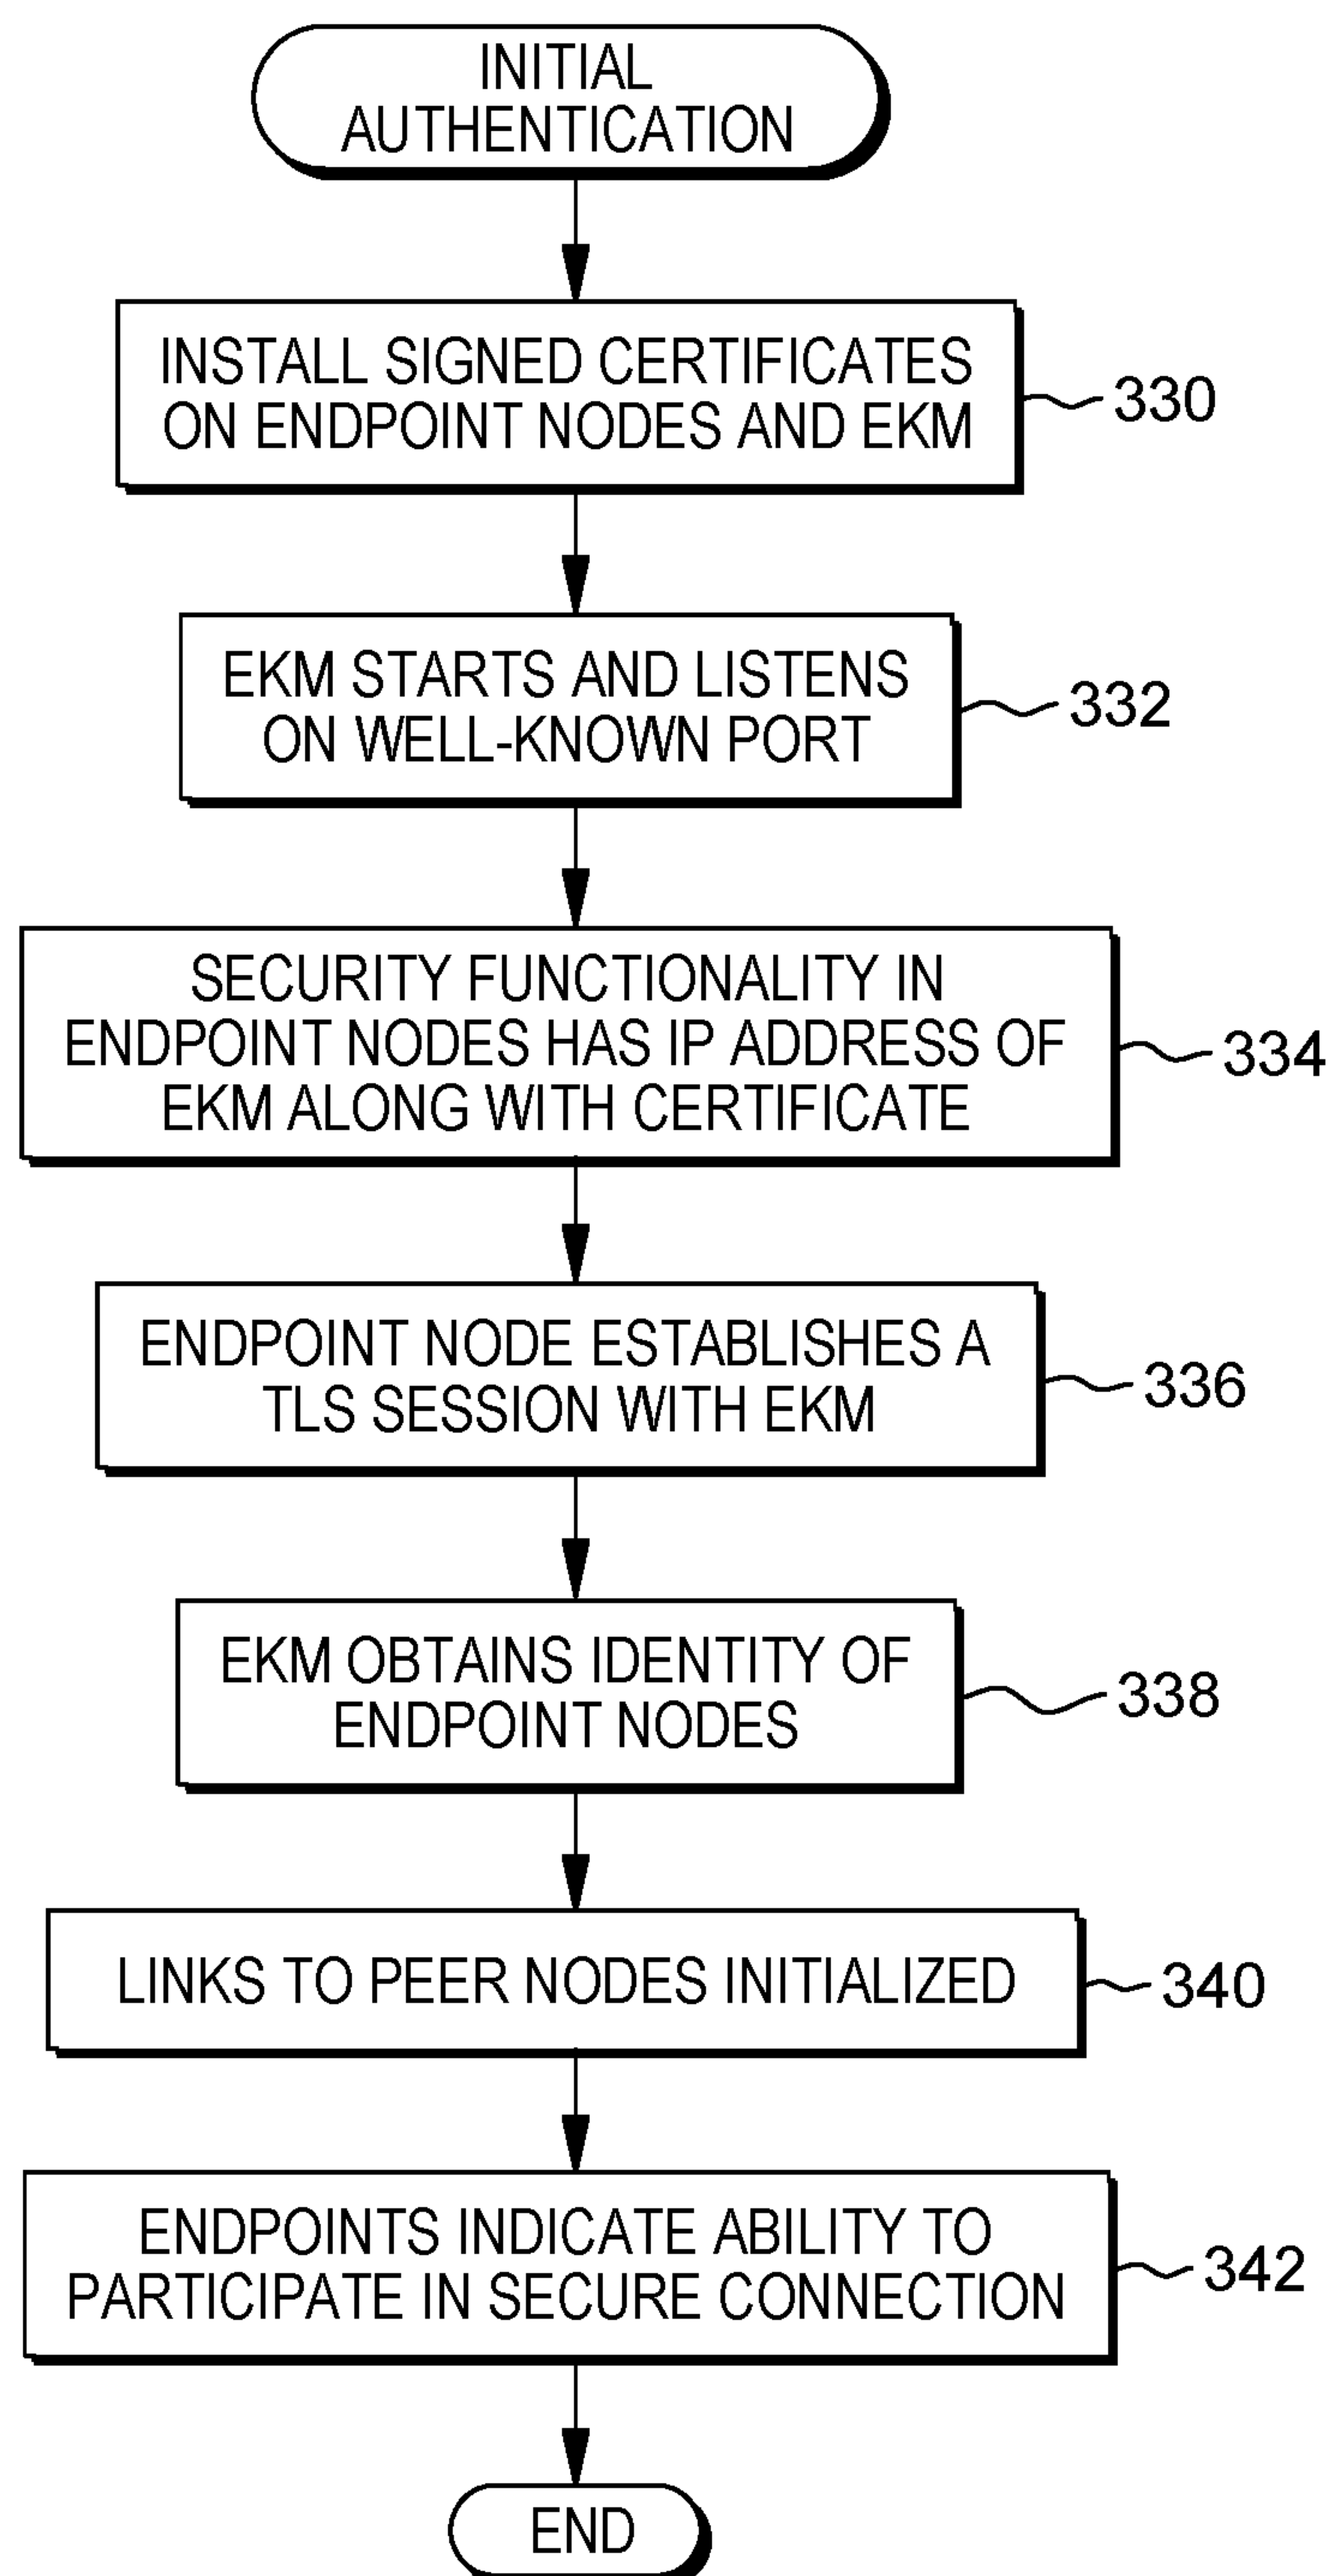 INITIAL
AUTHENTICATION
INSTALL SIGNED CERTIFICATES
ON ENDPOINT NODES AND EKM
330
EKM STARTS AND LISTENS
ON WELL-KNOWN PORT
332
SECURITY FUNCTIONALITY IN
ENDPOINT NODES HAS IP ADDRESS OF
EKM ALONG WITH CERTIFICATE
334
ENDPOINT NODE ESTABLISHES A
TLS SESSION WITH EKM
336
EKM OBTAINS IDENTITY OF
ENDPOINT NODES
338
LINKS TO PEER NODES INITIALIZED
340
ENDPOINTS INDICATE ABILITY TO
PARTICIPATE IN SECURE CONNECTION
342
END